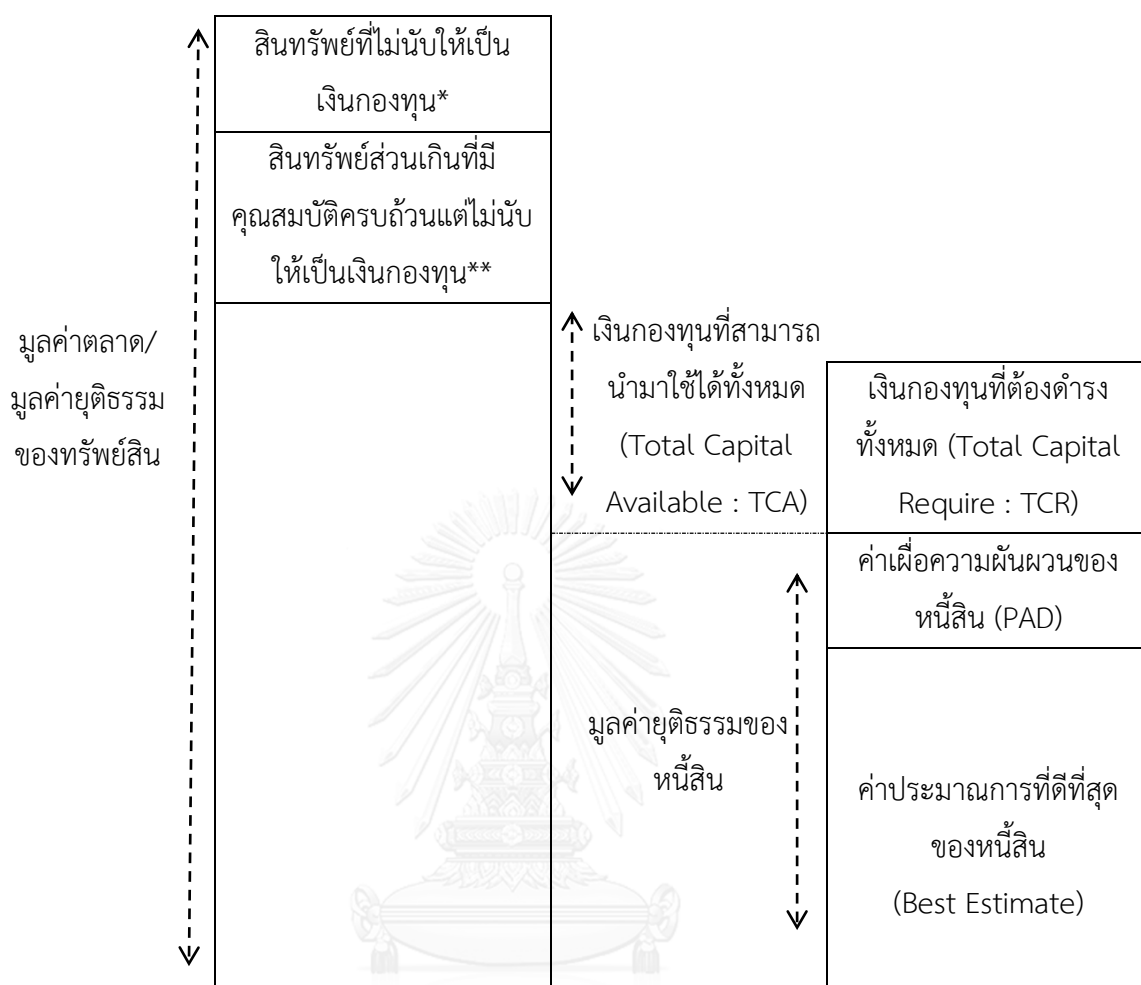 สินทรัพย์ที่ไม่นับให้เป็น
เงินกองทุน*
สินทรัพย์ส่วนเกินที่มี
คุณสมบัติครบถ้วนแต่ไม่นับ
ให้เป็นเงินกองทุน**
มูลค่าตลาด/
มูลค่ายุติธรรม
ของทรัพย์สิน
เงินกองทุนที่สามารถ
นำมาใช้ได้ทั้งหมด
(Total Capital
Available : TCA)
เงินกองทุนที่ต้องดำรง
ทั้งหมด (Total Capital
Require : TCR)
ค่าเผื่อความผันผวนของ
หนี้สิน (PAD)
มูลค่ายุติธรรมของ
หนี้สิน
ค่าประมาณการที่ดีที่สุด
ของหนี้สิน
(Best Estimate)